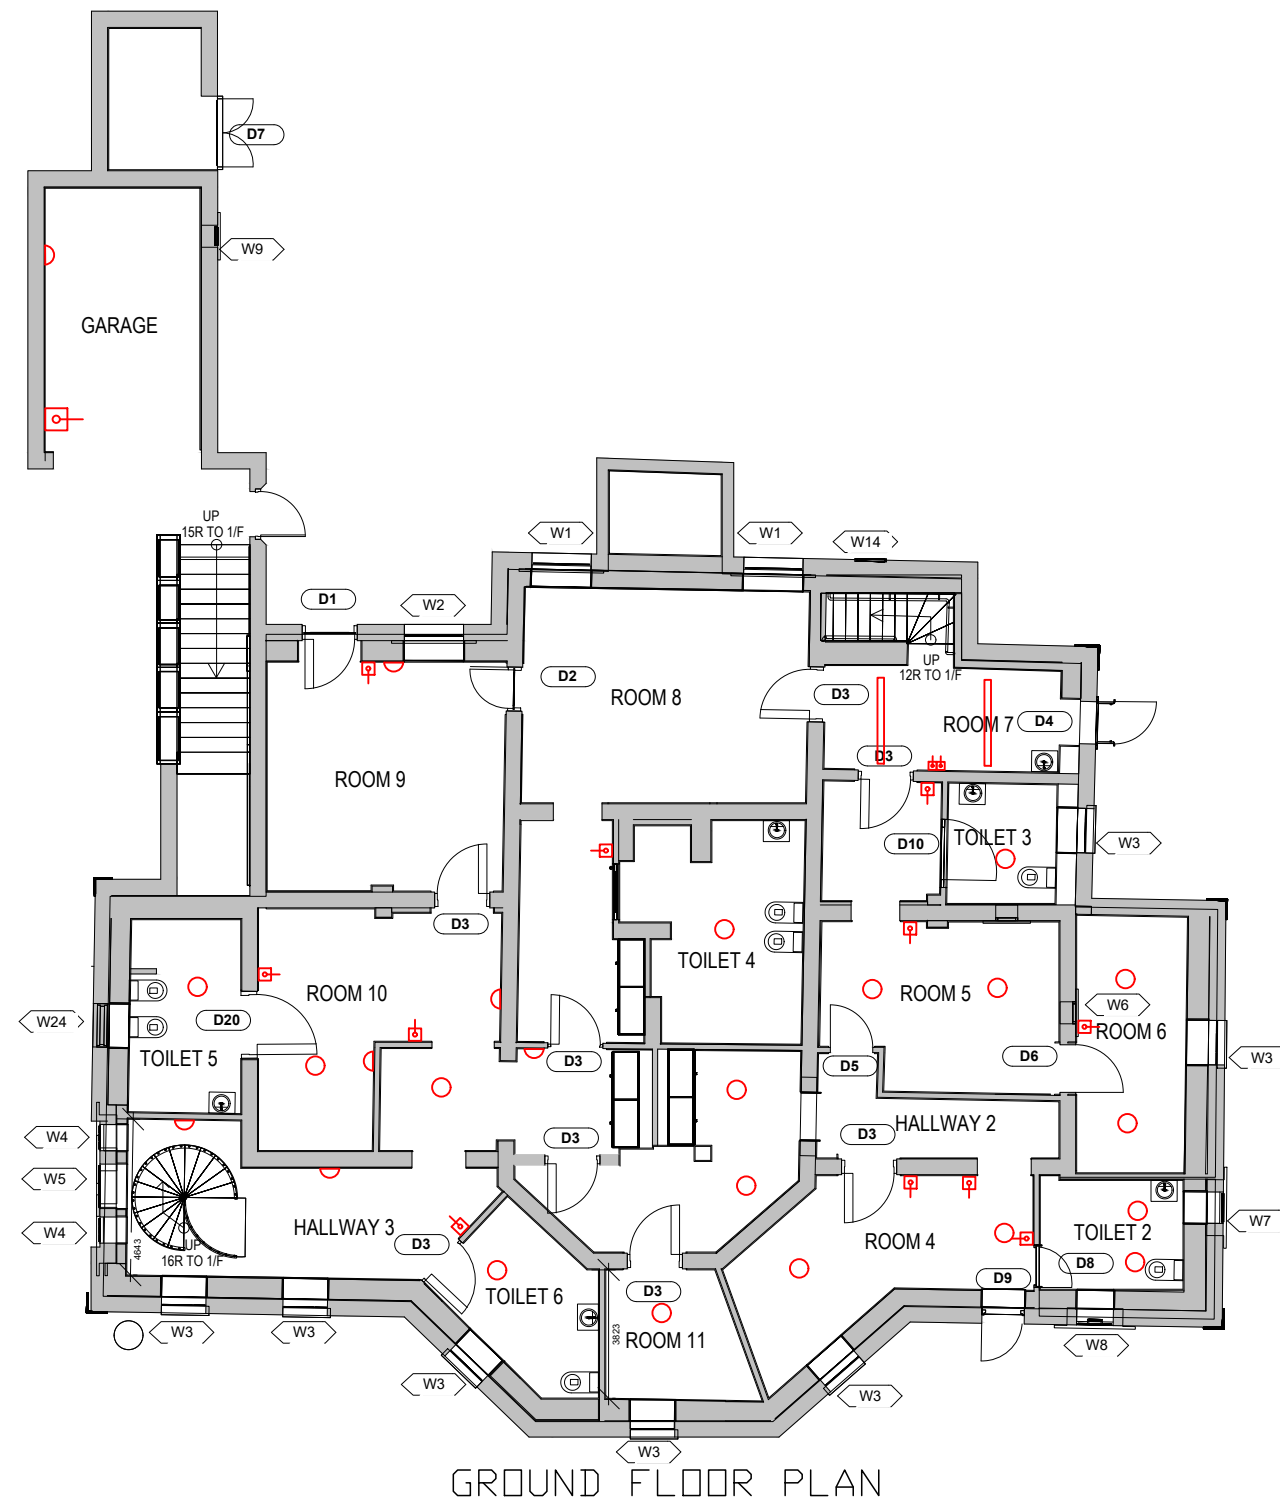 D7
W9
GARAGE
UP
15R TO 1/F
W1
W1
W14
D1
W2
D2
ROOM 8
D3
UP
12R TO 1/F
ROOM 7
D4
D3
ROOM 9
D10
TOILET 3
W3
D3
TOILET 4
ROOM 10
ROOM 5
W6
ROOM 6
W24
D20
TOILET 5
D3
D5
D6
W3
W4
D3
D3
HALLWAY 2
W5
W4
4643
UP
16R TO 1/F
HALLWAY 3
D3
ROOM 4
TOILET 2
W7
D8
D9
TOILET 6
D3
3823
ROOM 11
W3
W3
W8
W3
W3
W3
GROUND FLOOR PLAN